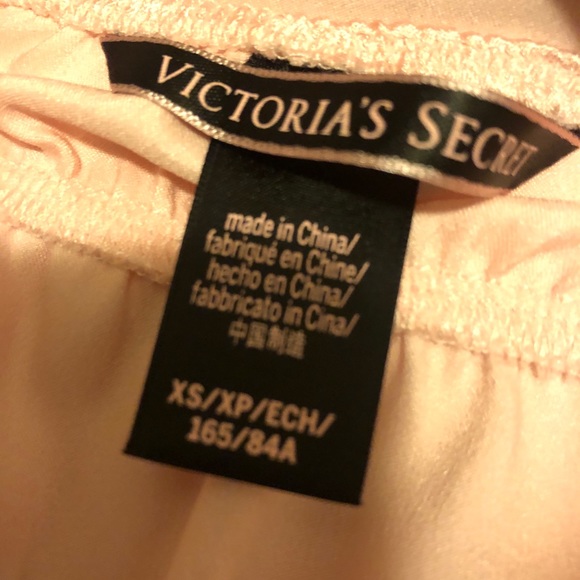 VICTORIA'S SECRET
made in China/
fabriqué en Chine/
hecho en China/
fabbricato in Cina/
中国制造
XS/XP/ECH/
165/84A